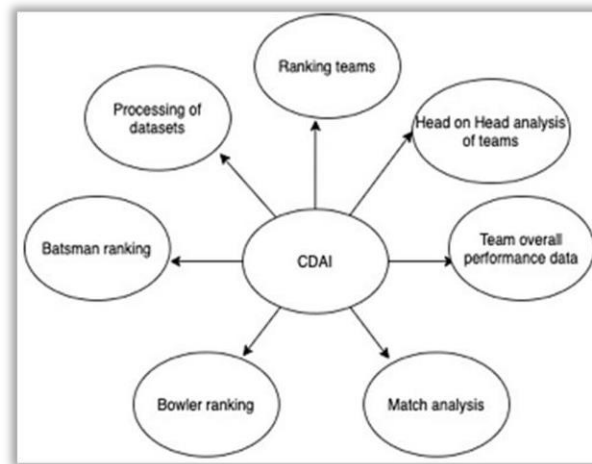 Ranking teams
Processing of
datasets
Head on Head analysis
of teams
Batsman ranking
CDAI
Team overall
performance data
Bowler ranking
Match analysis